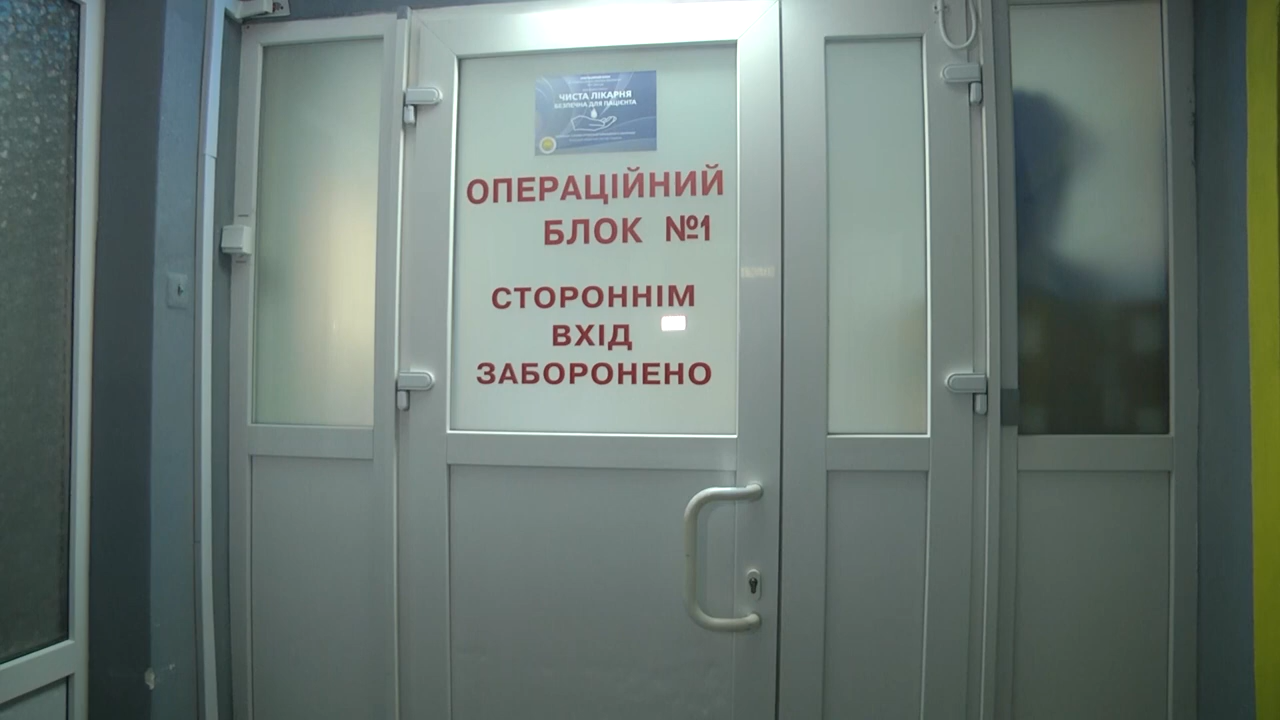 ЧИСТА ЛІКАРНЯ
БЕЗПЕЧНА ДЛЯ ПАЦІЄНТА
ОПЕРАЦІЙНИЙ
БЛОК №1
СТОРОННІМ
ВХІД
ЗАБОРОНЕНО